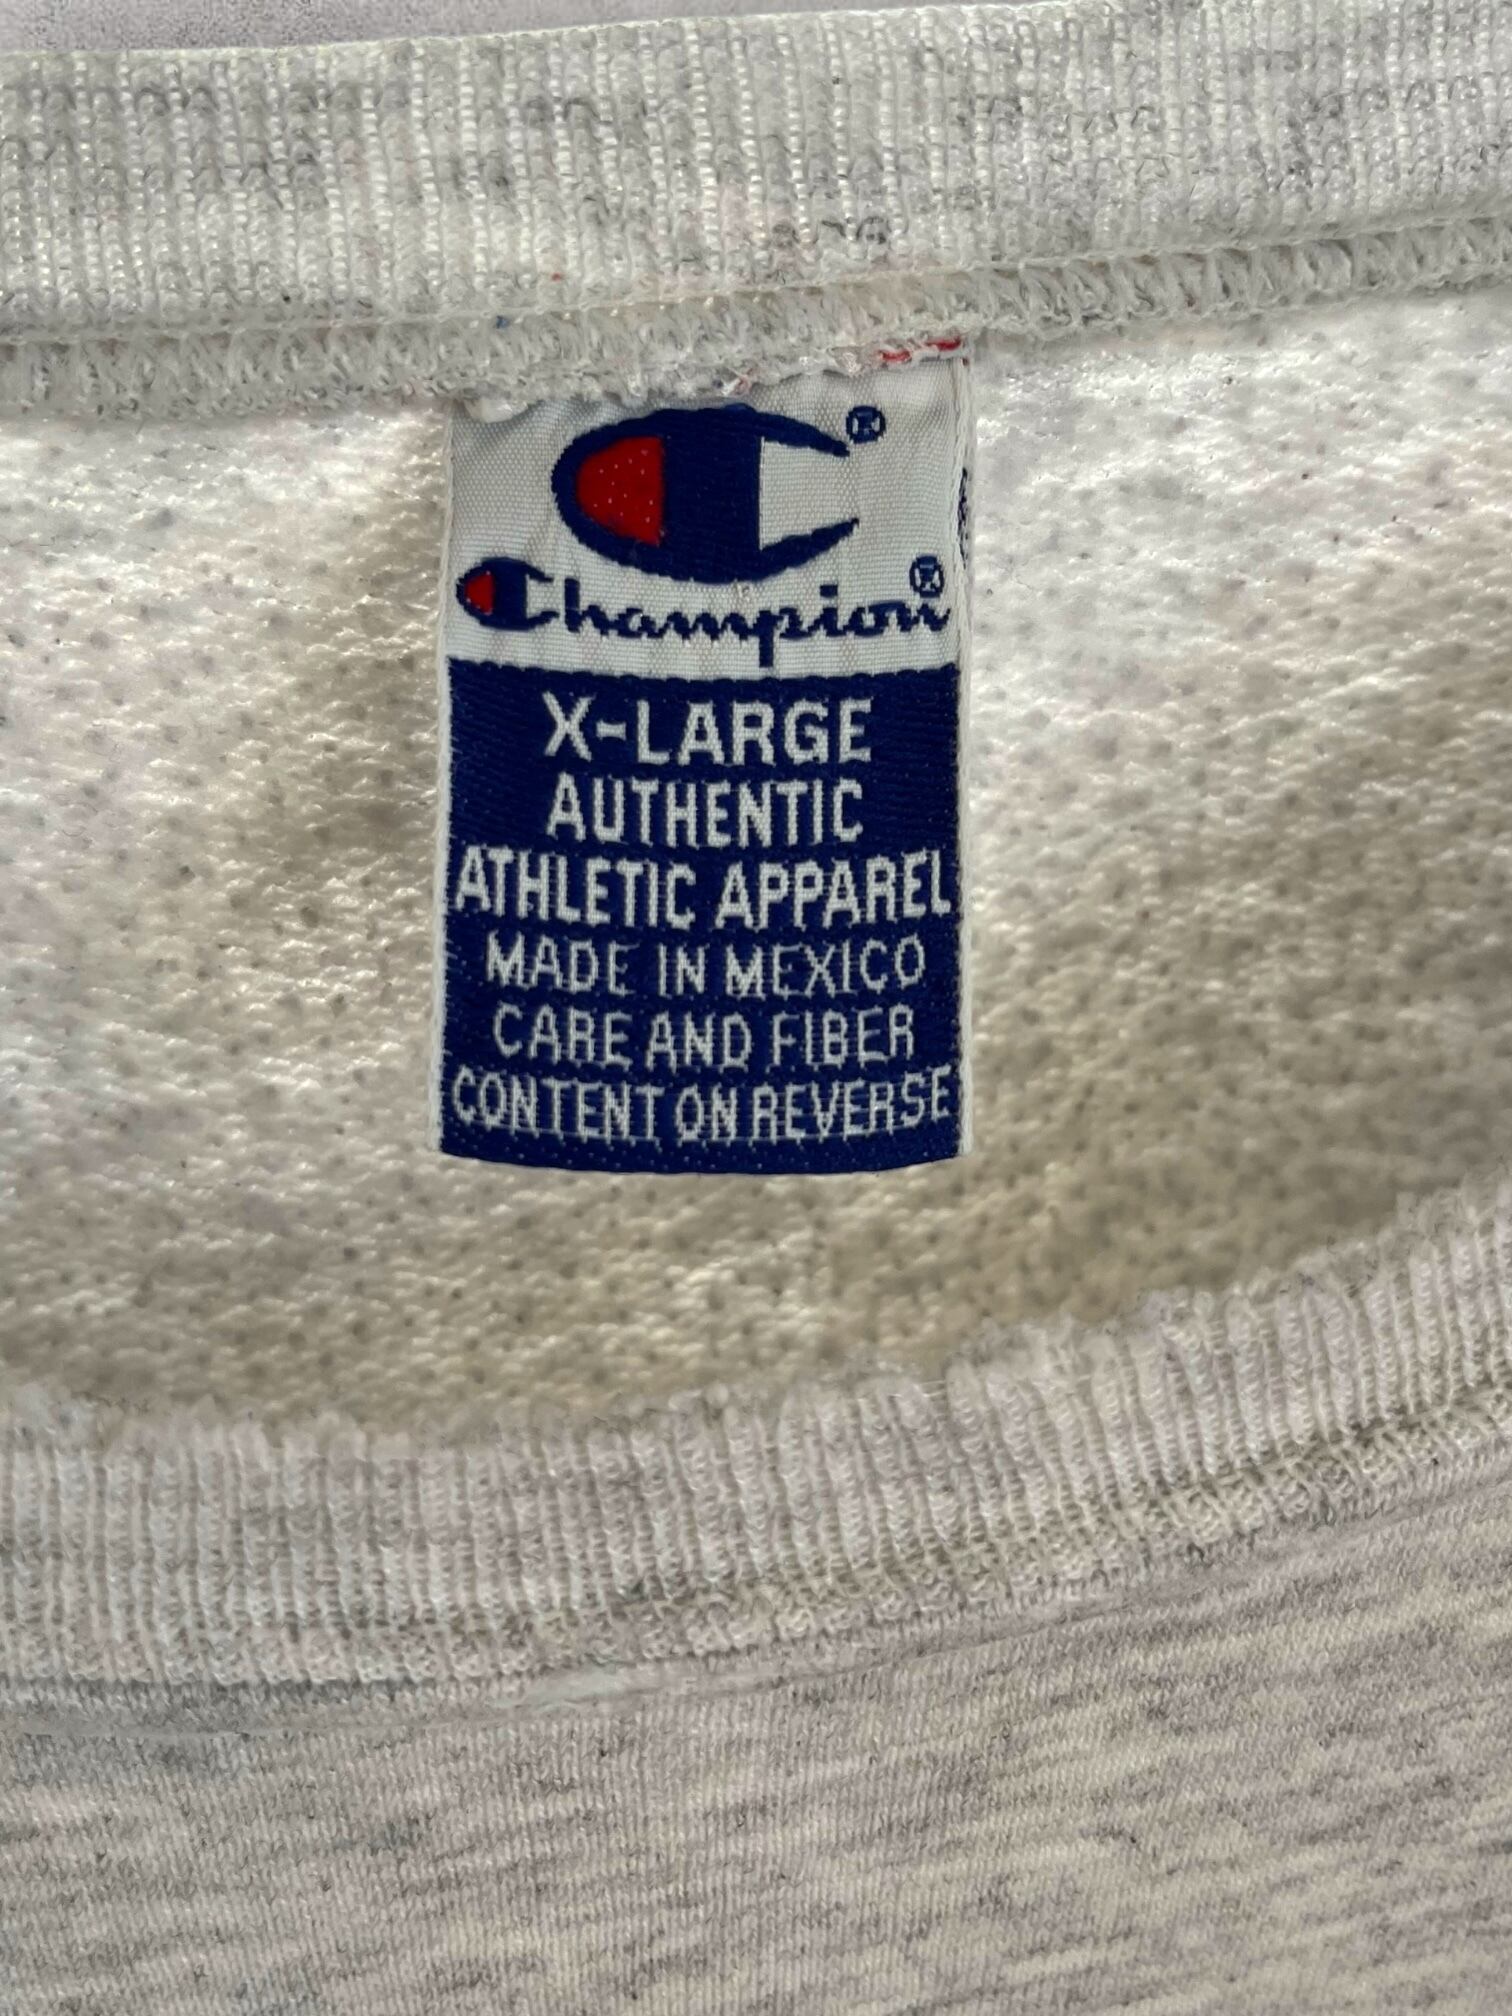 Champion®
X-LARGE
AUTHENTIC
ATHLETIC APPAREL
MADE IN MEXICO
CARE AND FIBER
CONTENT ON REVERSE